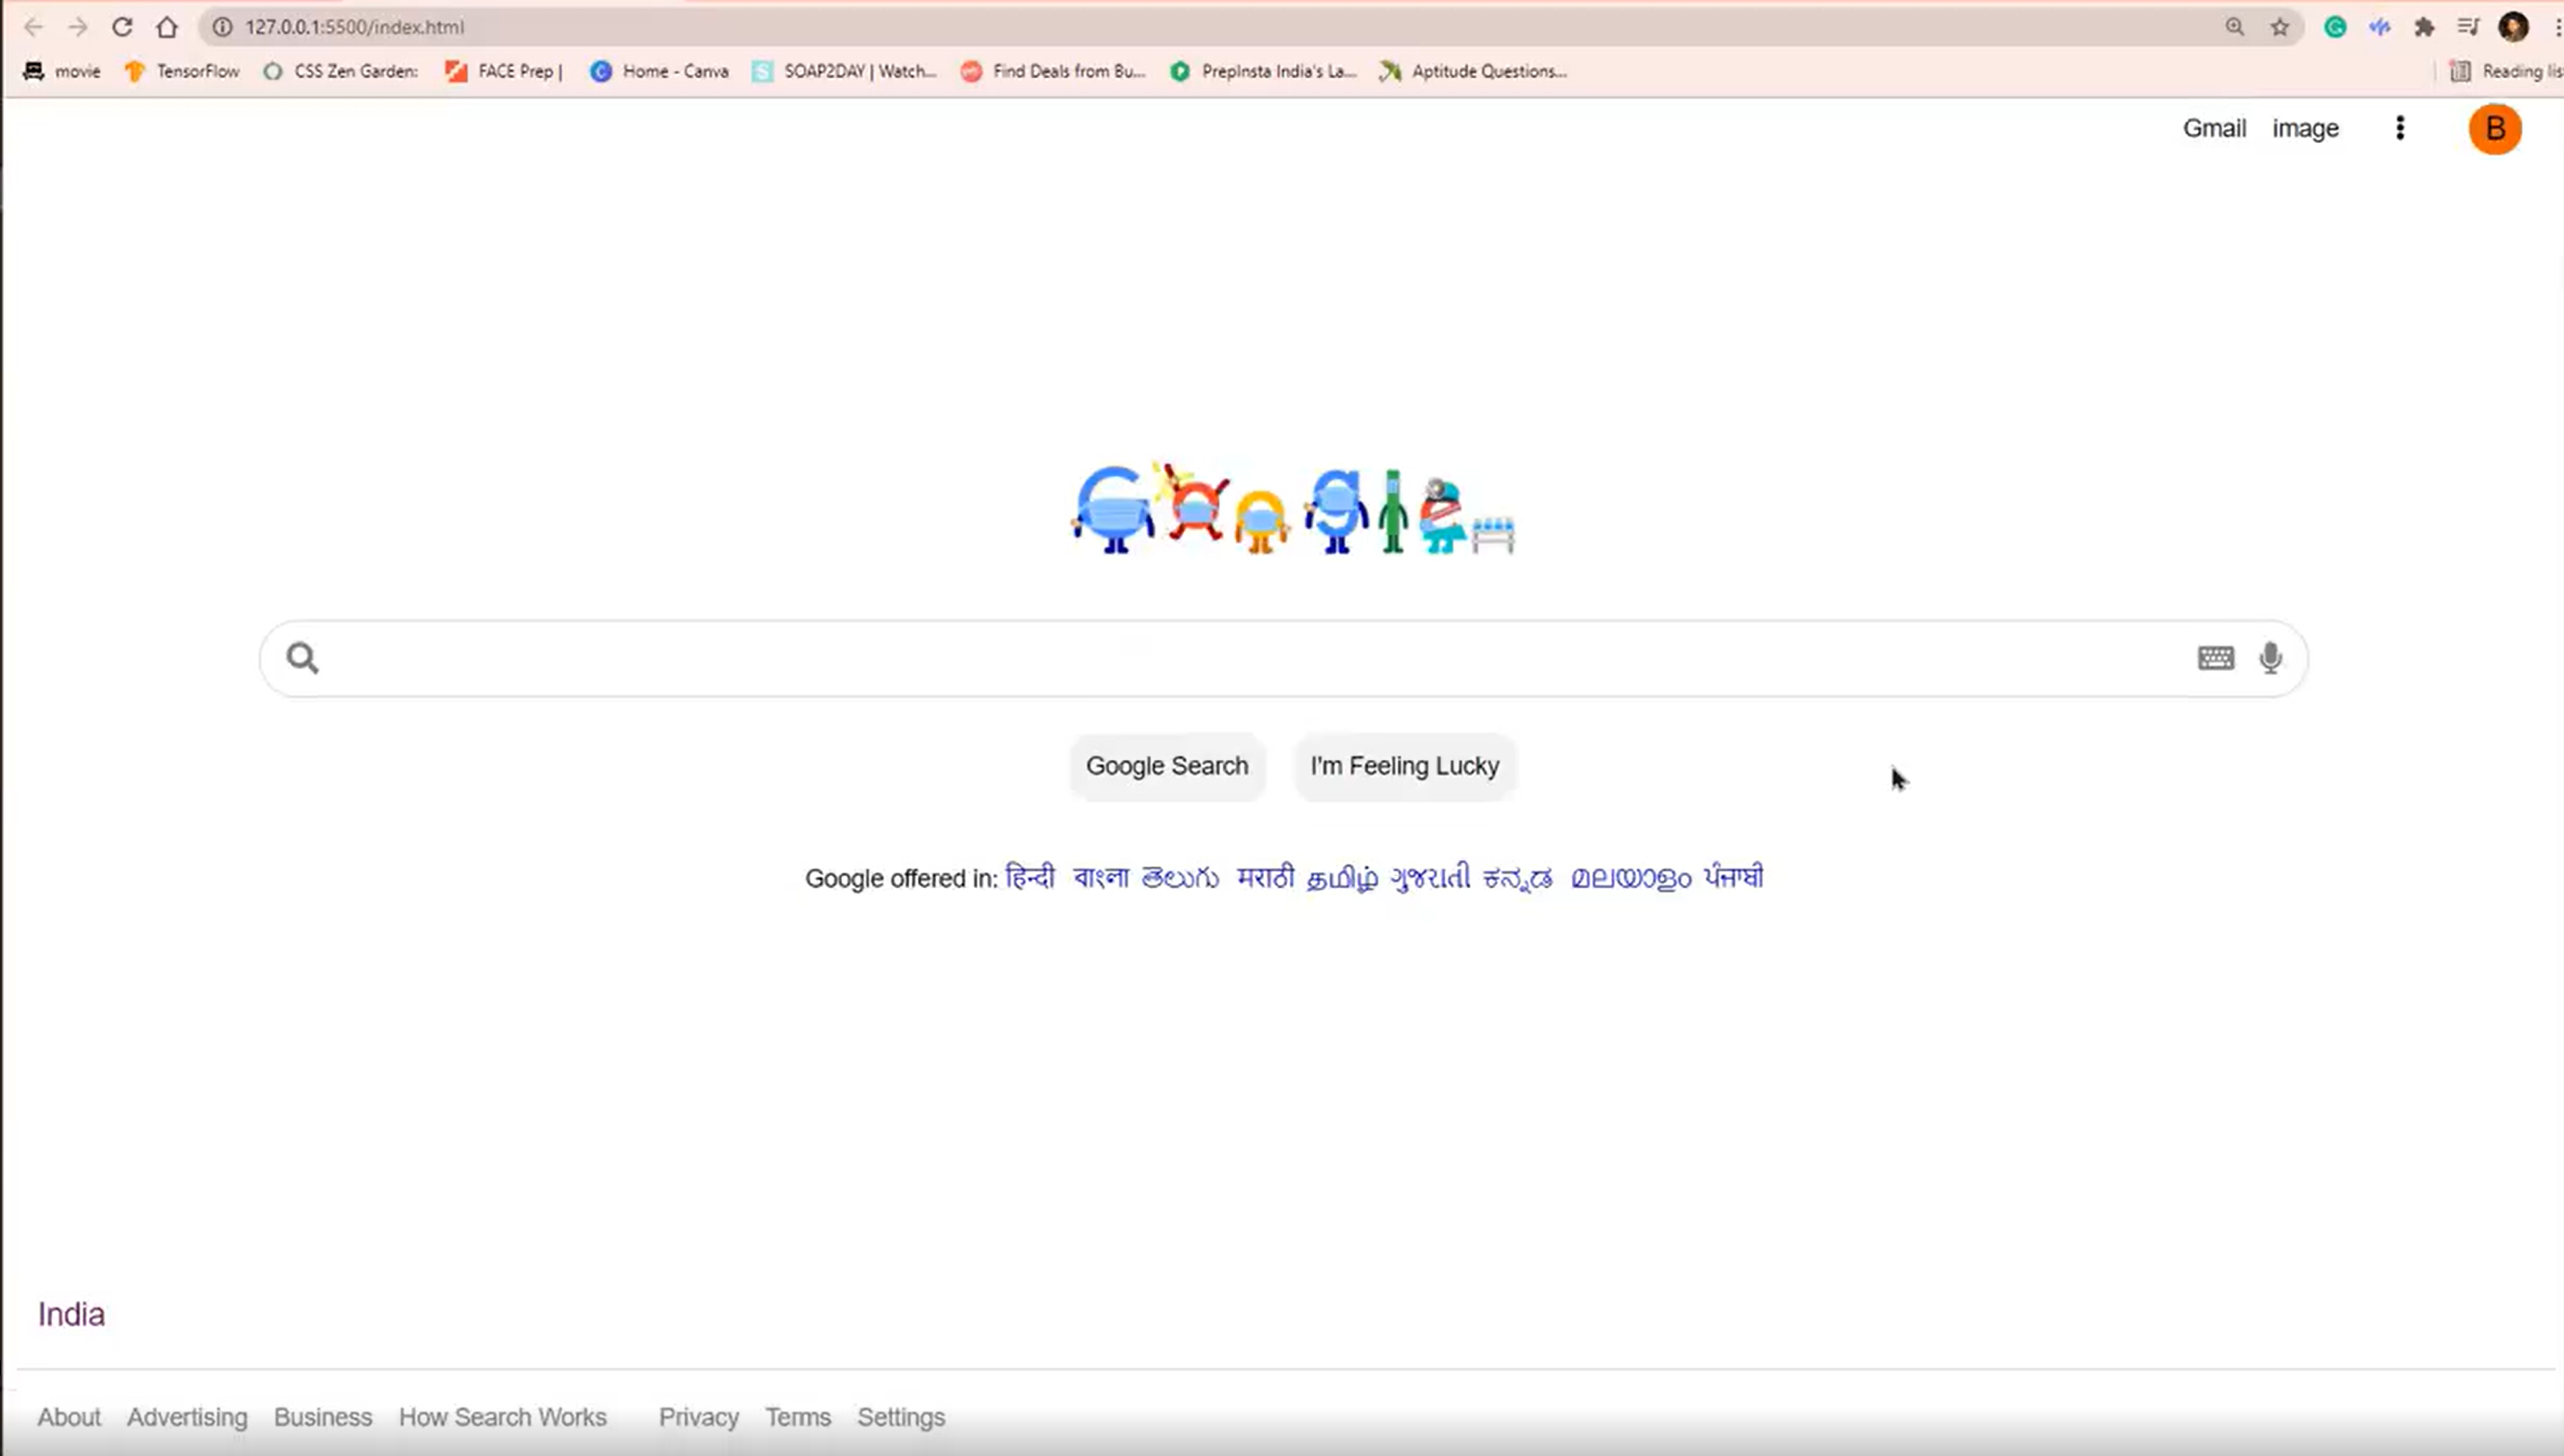 127.0.0.1:5500/index.html
movie TensorFlow CSS Zen Garden: FACE Prep | Home - Canva SOAP2DAY | Watch... Find Deals from Bu... PrepInsta India's La... Aptitude Questions... Reading lis
Gmail image B
Google
Google Search I'm Feeling Lucky
Google offered in: हिन्दी বাংলা తెలుగు मराठी தமிழ் ગુજરાતી ಕನ್ನಡ മലയാളം ਪੰਜਾਬੀ
India
About Advertising Business How Search Works Privacy Terms Settings